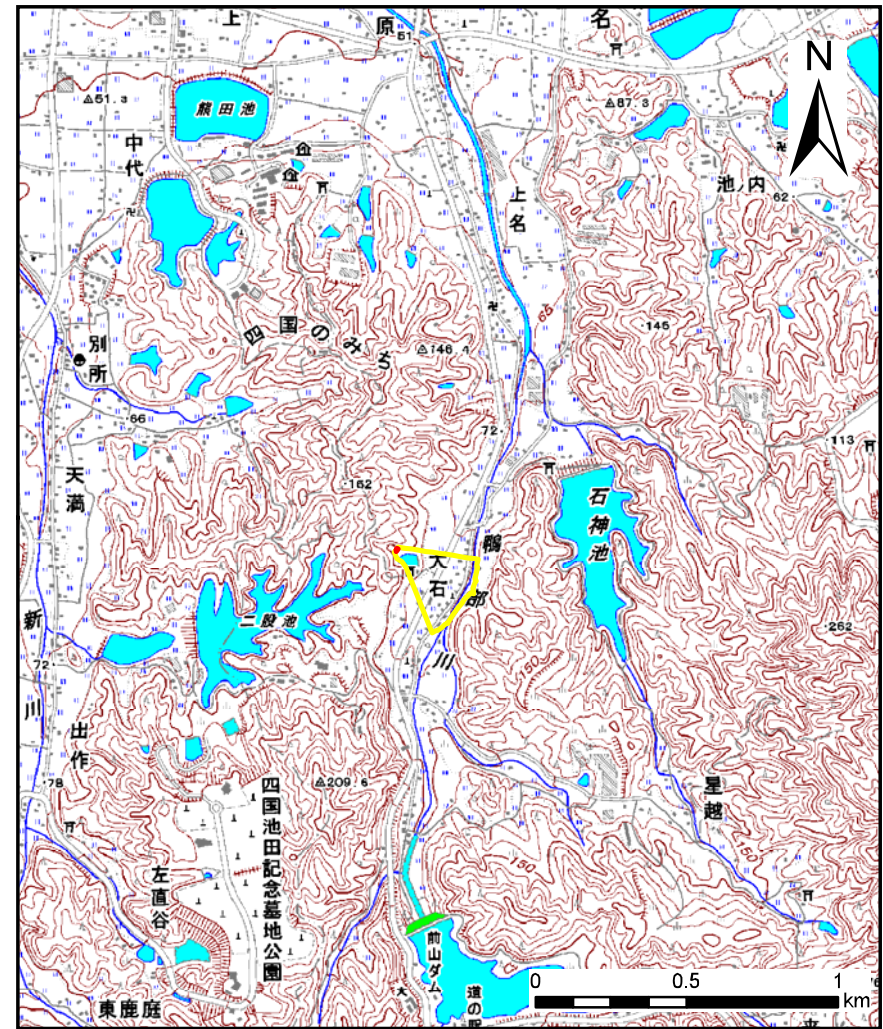 上
原
51
名
N
51.3
熊田池
87.3
中代
池ノ内
62
上名
65
四国のみち
146.4
145
別所
66
72
113
天満
162
石神池
大石
鴨部川
二股池
262
新川
72
150
出作
78
209.6
四国池田記念墓地公園
星越
150
150
左直谷
前山ダム
道の駅
東鹿庭
0 0.5 1
km